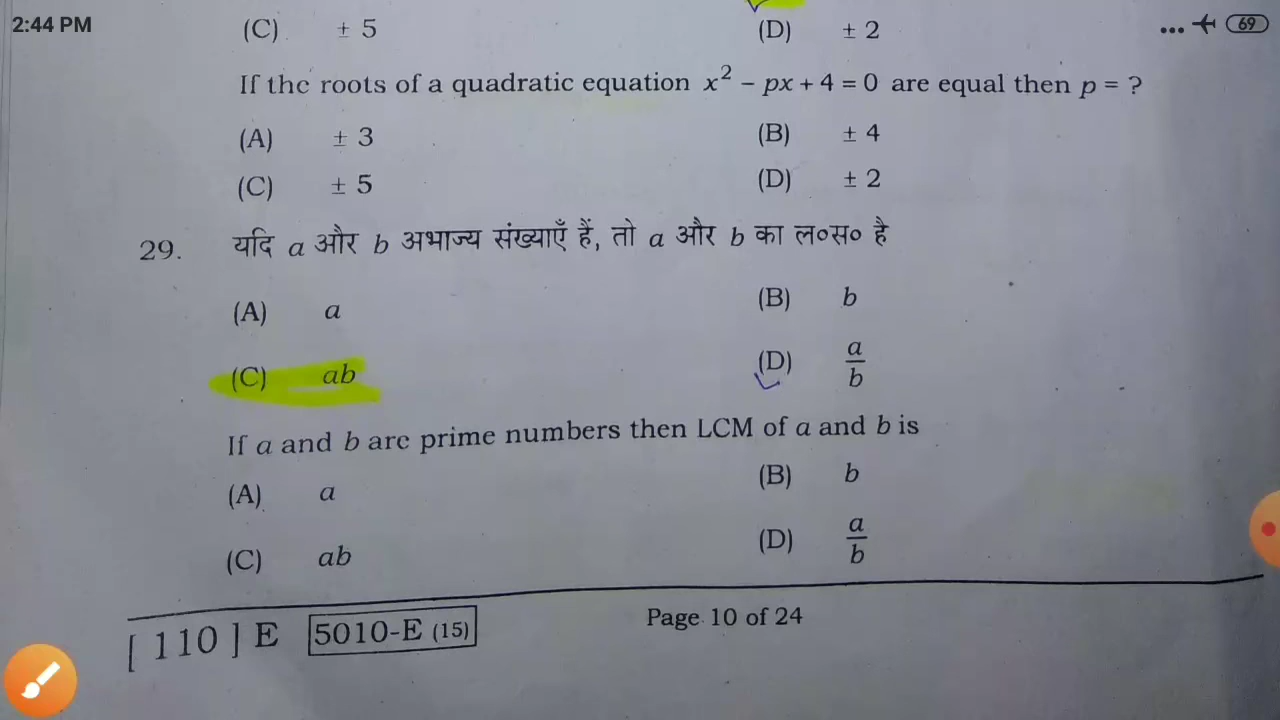 2:44 PM
... 69
(C) ± 5 (D) ± 2
If the roots of a quadratic equation x² – px + 4 = 0 are equal then p = ?
(A) ± 3 (B) ± 4
(C) ± 5 (D) ± 2
29. यदि a और b अभाज्य संख्याएँ हैं, तो a और b का ल०स० है
(A) a (B) b
(C) ab (D) a/b
If a and b are prime numbers then LCM of a and b is
(A) a (B) b
(C) ab (D) a/b
[ 110 ] E 5010-E (15) Page 10 of 24